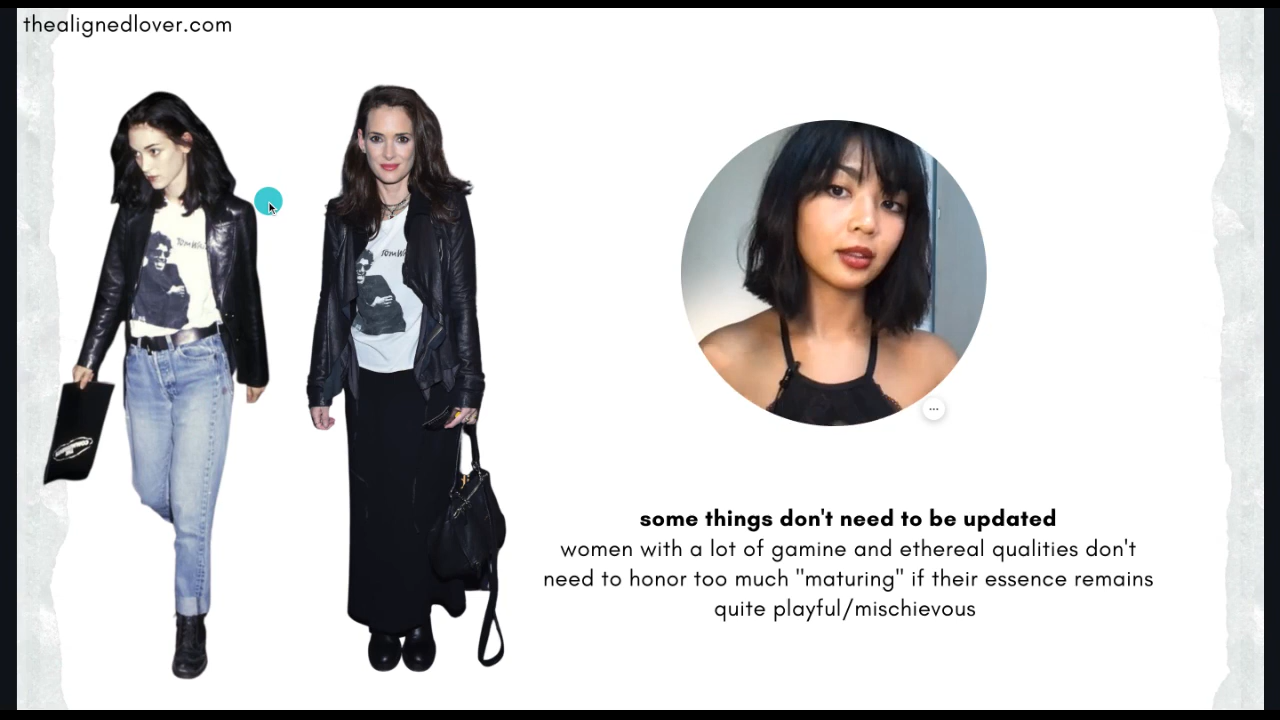 thealignedlover.com
some things don't need to be updated
women with a lot of gamine and ethereal qualities don't
need to honor too much "maturing" if their essence remains
quite playful/mischievous